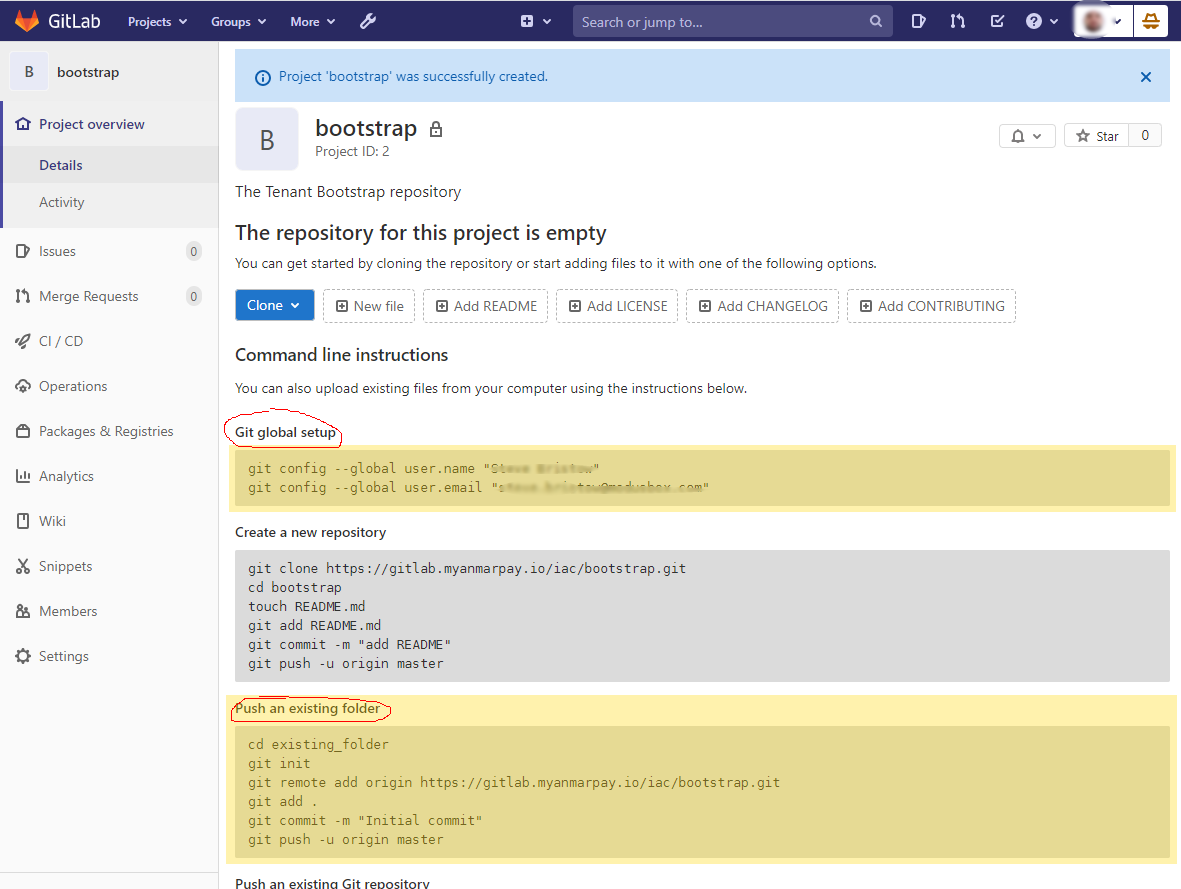 GitLab Projects Groups More Search or jump to...
B bootstrap
Project 'bootstrap' was successfully created.
Project overview
Details
Activity
Issues 0
Merge Requests 0
CI / CD
Operations
Packages & Registries
Analytics
Wiki
Snippets
Members
Settings
B
bootstrap
Project ID: 2
Star 0
The Tenant Bootstrap repository
The repository for this project is empty
You can get started by cloning the repository or start adding files to it with one of the following options.
Clone New file Add README Add LICENSE Add CHANGELOG Add CONTRIBUTING
Command line instructions
You can also upload existing files from your computer using the instructions below.
Git global setup
git config --global user.name "
git config --global user.email "
Create a new repository
git clone https://gitlab.myanmarpay.io/iac/bootstrap.git
cd bootstrap
touch README.md
git add README.md
git commit -m "add README"
git push -u origin master
Push an existing folder
cd existing_folder
git init
git remote add origin https://gitlab.myanmarpay.io/iac/bootstrap.git
git add .
git commit -m "Initial commit"
git push -u origin master
Push an existing Git repository